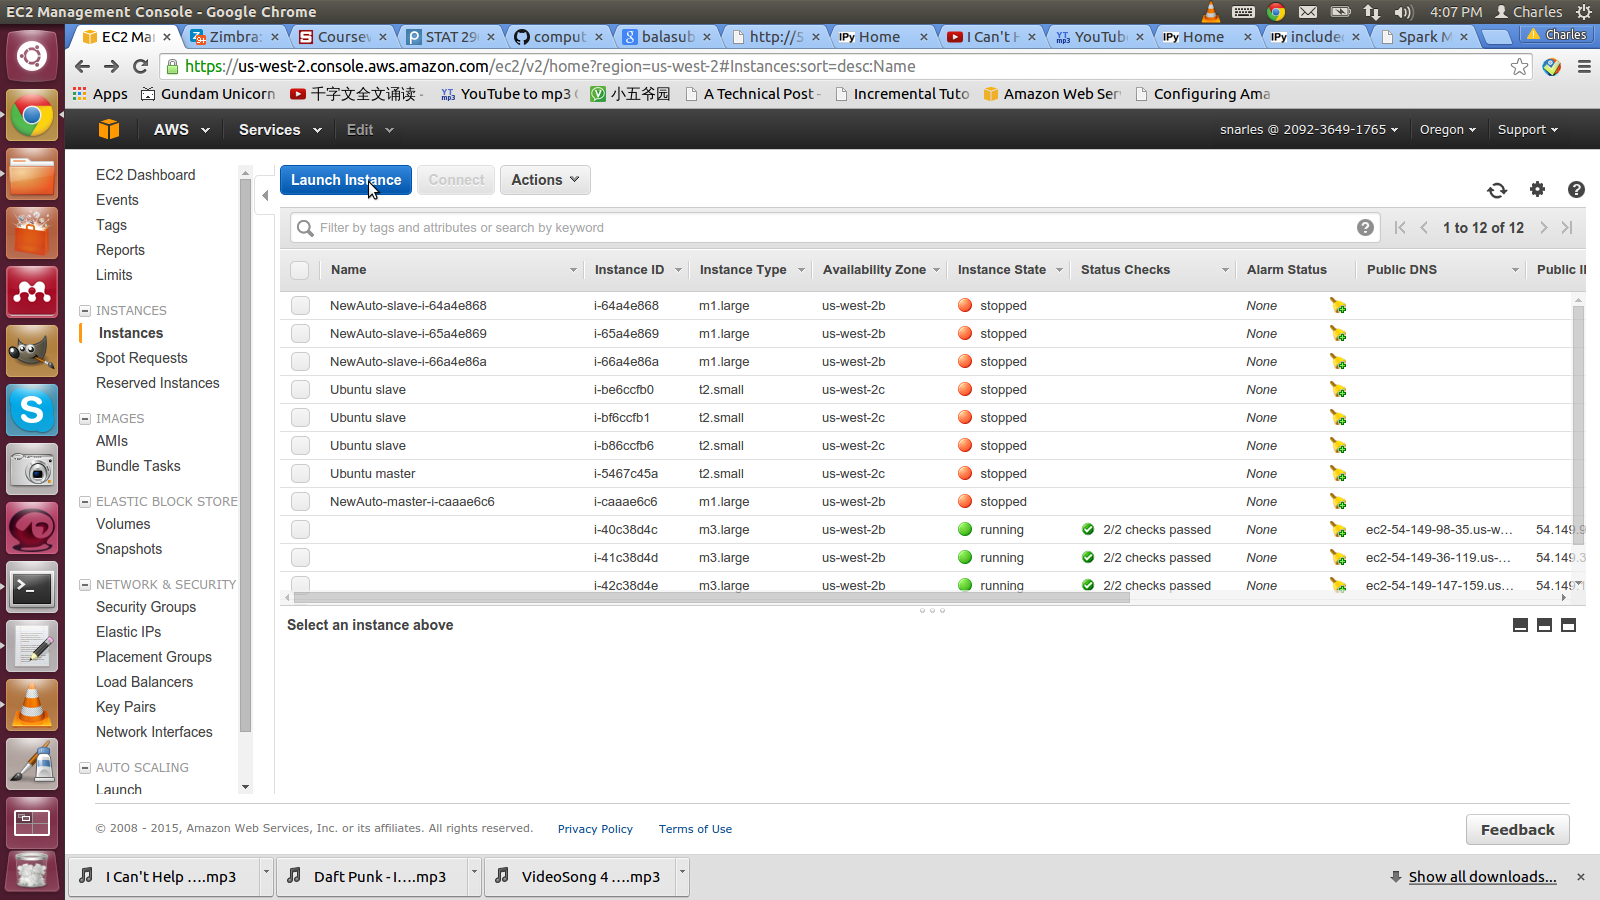 EC2 Management Console - Google Chrome
4:07 PM Charles
EC2 Ma Zimbra: Coursew STAT 29 comput balasub http://5 Home I Can't H YouTub Home include Spark M Charles
https://us-west-2.console.aws.amazon.com/ec2/v2/home?region=us-west-2#Instances:sort=desc:Name
Apps Gundam Unicorn YouTube to mp3 小五爷园 千字文全文诵读 - A Technical Post - Incremental Tuto Amazon Web Ser Configuring Ama
AWS Services Edit snarles @ 2092-3649-1765 Oregon Support
EC2 Dashboard
Events
Tags
Reports
Limits
INSTANCES
Instances
Spot Requests
Reserved Instances
IMAGES
AMIs
Bundle Tasks
ELASTIC BLOCK STORE
Volumes
Snapshots
NETWORK & SECURITY
Security Groups
Elastic IPs
Placement Groups
Load Balancers
Key Pairs
Network Interfaces
AUTO SCALING
Launch
Launch Instance Connect Actions
Filter by tags and attributes or search by keyword 1 to 12 of 12
Name Instance ID Instance Type Availability Zone Instance State Status Checks Alarm Status Public DNS Public I
NewAuto-slave-i-64a4e868 i-64a4e868 m1.large us-west-2b stopped None
NewAuto-slave-i-65a4e869 i-65a4e869 m1.large us-west-2b stopped None
NewAuto-slave-i-66a4e86a i-66a4e86a m1.large us-west-2b stopped None
Ubuntu slave i-be6ccfb0 t2.small us-west-2c stopped None
Ubuntu slave i-bf6ccfb1 t2.small us-west-2c stopped None
Ubuntu slave i-b86ccfb6 t2.small us-west-2c stopped None
Ubuntu master i-5467c45a t2.small us-west-2c stopped None
NewAuto-master-i-caaae6c6 i-caaae6c6 m1.large us-west-2b stopped None
i-40c38d4c m3.large us-west-2b running 2/2 checks passed None ec2-54-149-98-35.us-w... 54.149.9
i-41c38d4d m3.large us-west-2b running 2/2 checks passed None ec2-54-149-36-119.us-... 54.149.3
i-42c38d4e m3.large us-west-2b running 2/2 checks passed None ec2-54-149-147-159.us... 54.149.1
Select an instance above
© 2008 - 2015, Amazon Web Services, Inc. or its affiliates. All rights reserved. Privacy Policy Terms of Use Feedback
I Can't Help ....mp3 Daft Punk - I....mp3 VideoSong 4 ....mp3 Show all downloads...